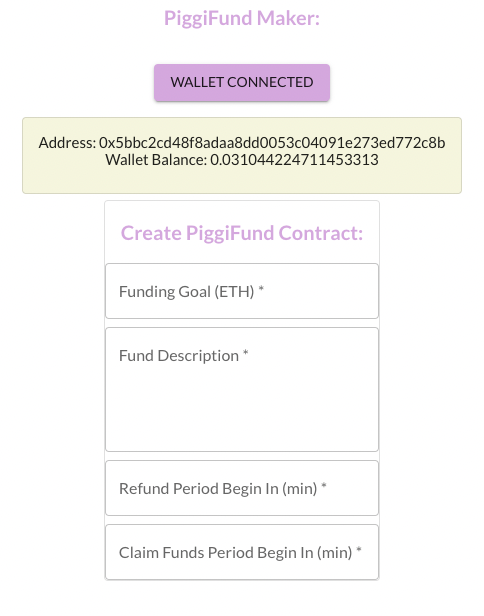 PiggiFund Maker:
WALLET CONNECTED
Address: 0x5bbc2cd48f8adaa8dd0053c04091e273ed772c8b
Wallet Balance: 0.031044224711453313
Create PiggiFund Contract:
Funding Goal (ETH) *
Fund Description *
Refund Period Begin In (min) *
Claim Funds Period Begin In (min) *